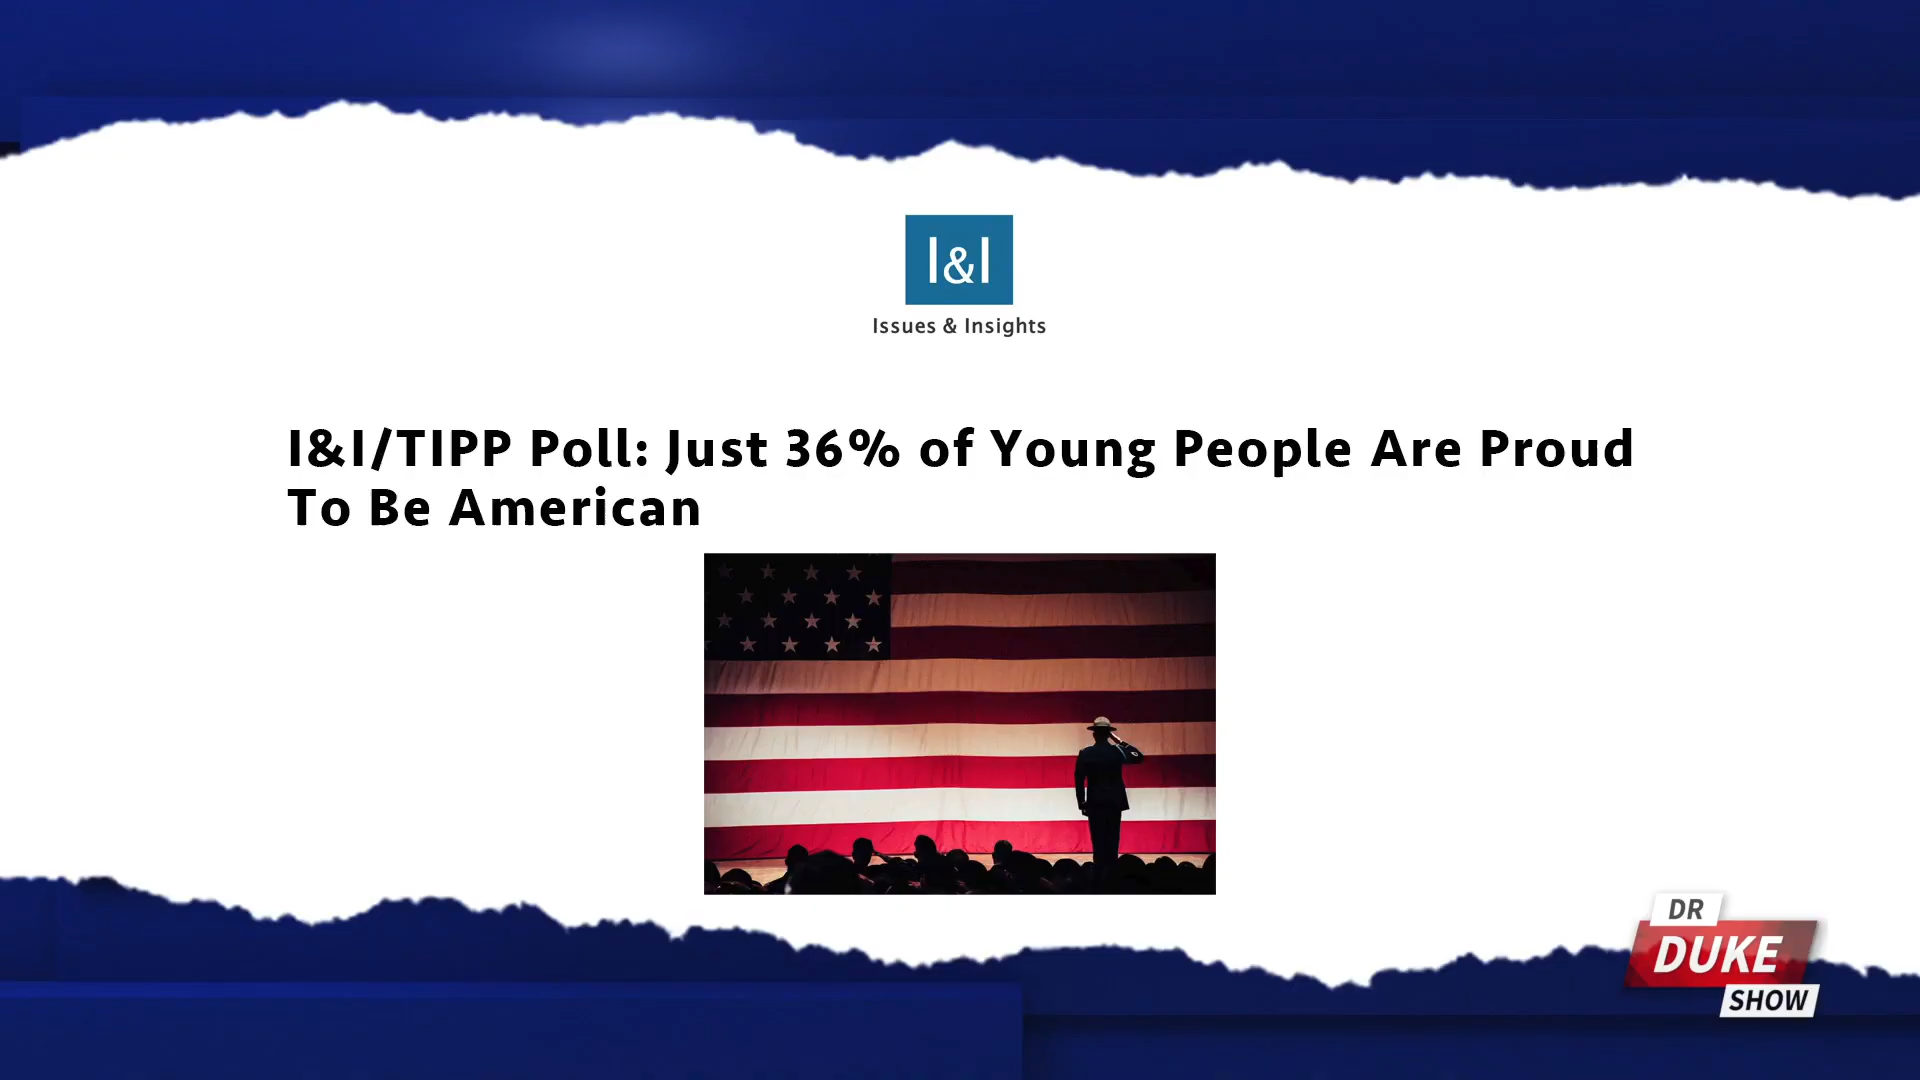 I&I
Issues & Insights
I&I/TIPP Poll: Just 36% of Young People Are Proud
To Be American
DR
DUKE
SHOW